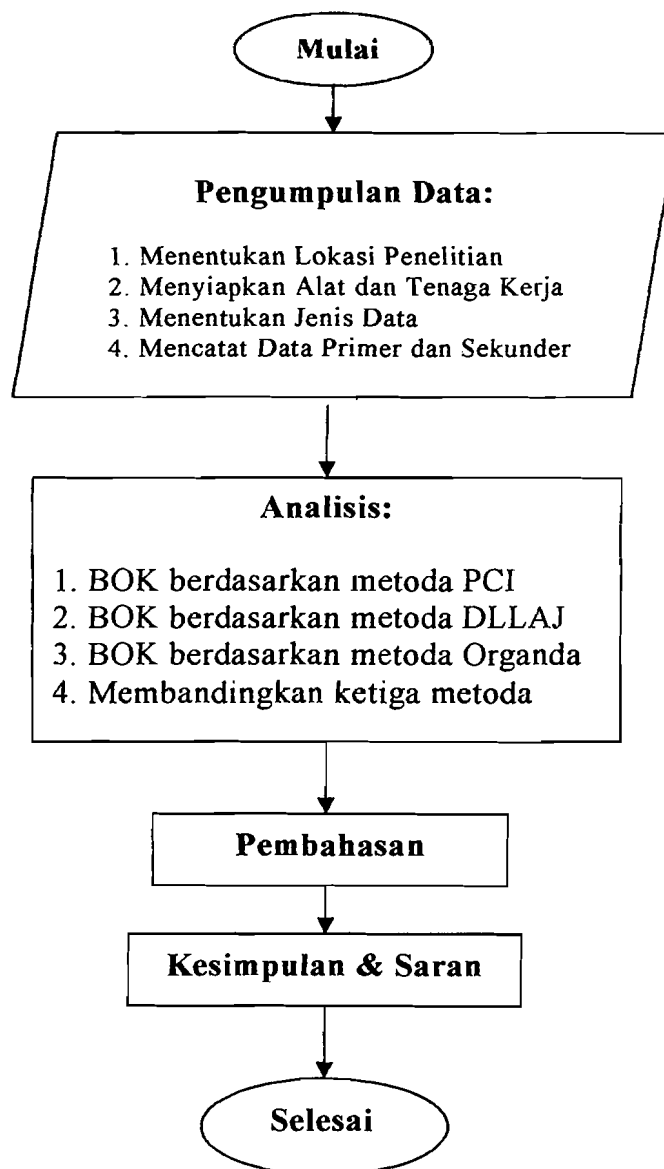 Mulai
Pengumpulan Data:
1. Menentukan Lokasi Penelitian
2. Menyiapkan Alat dan Tenaga Kerja
3. Menentukan Jenis Data
4. Mencatat Data Primer dan Sekunder
Analisis:
1. BOK berdasarkan metoda PCI
2. BOK berdasarkan metoda DLLAJ
3. BOK berdasarkan metoda Organda
4. Membandingkan ketiga metoda
Pembahasan
Kesimpulan & Saran
Selesai